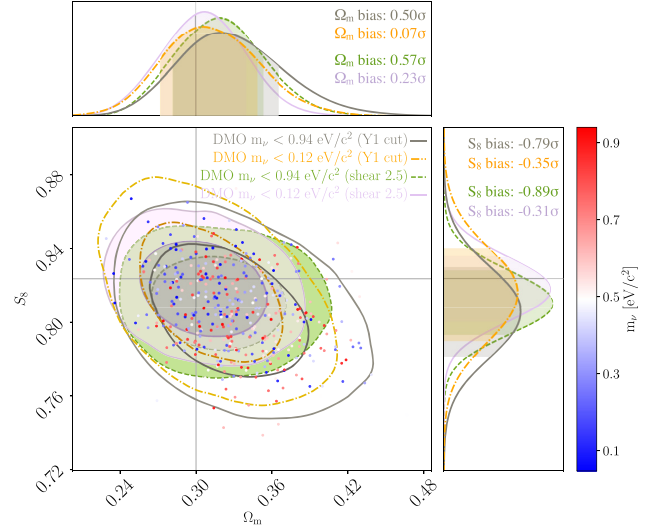 Ωₘ bias: 0.50σ
Ωₘ bias: 0.07σ
Ωₘ bias: 0.57σ
Ωₘ bias: 0.23σ
DMO mᵥ < 0.94 eV/c² (Y1 cut)
DMO mᵥ < 0.12 eV/c² (Y1 cut)
DMO mᵥ < 0.94 eV/c² (shear 2.5)
DMO mᵥ < 0.12 eV/c² (shear 2.5)
S₈ bias: -0.79σ
S₈ bias: -0.35σ
S₈ bias: -0.89σ
S₈ bias: -0.31σ
0.88
0.84
0.80
0.76
0.72
S₈
0.24
0.30
0.36
0.42
0.48
Ωₘ
0.9
0.7
0.5
0.3
0.1
mᵥ [eV/c²]